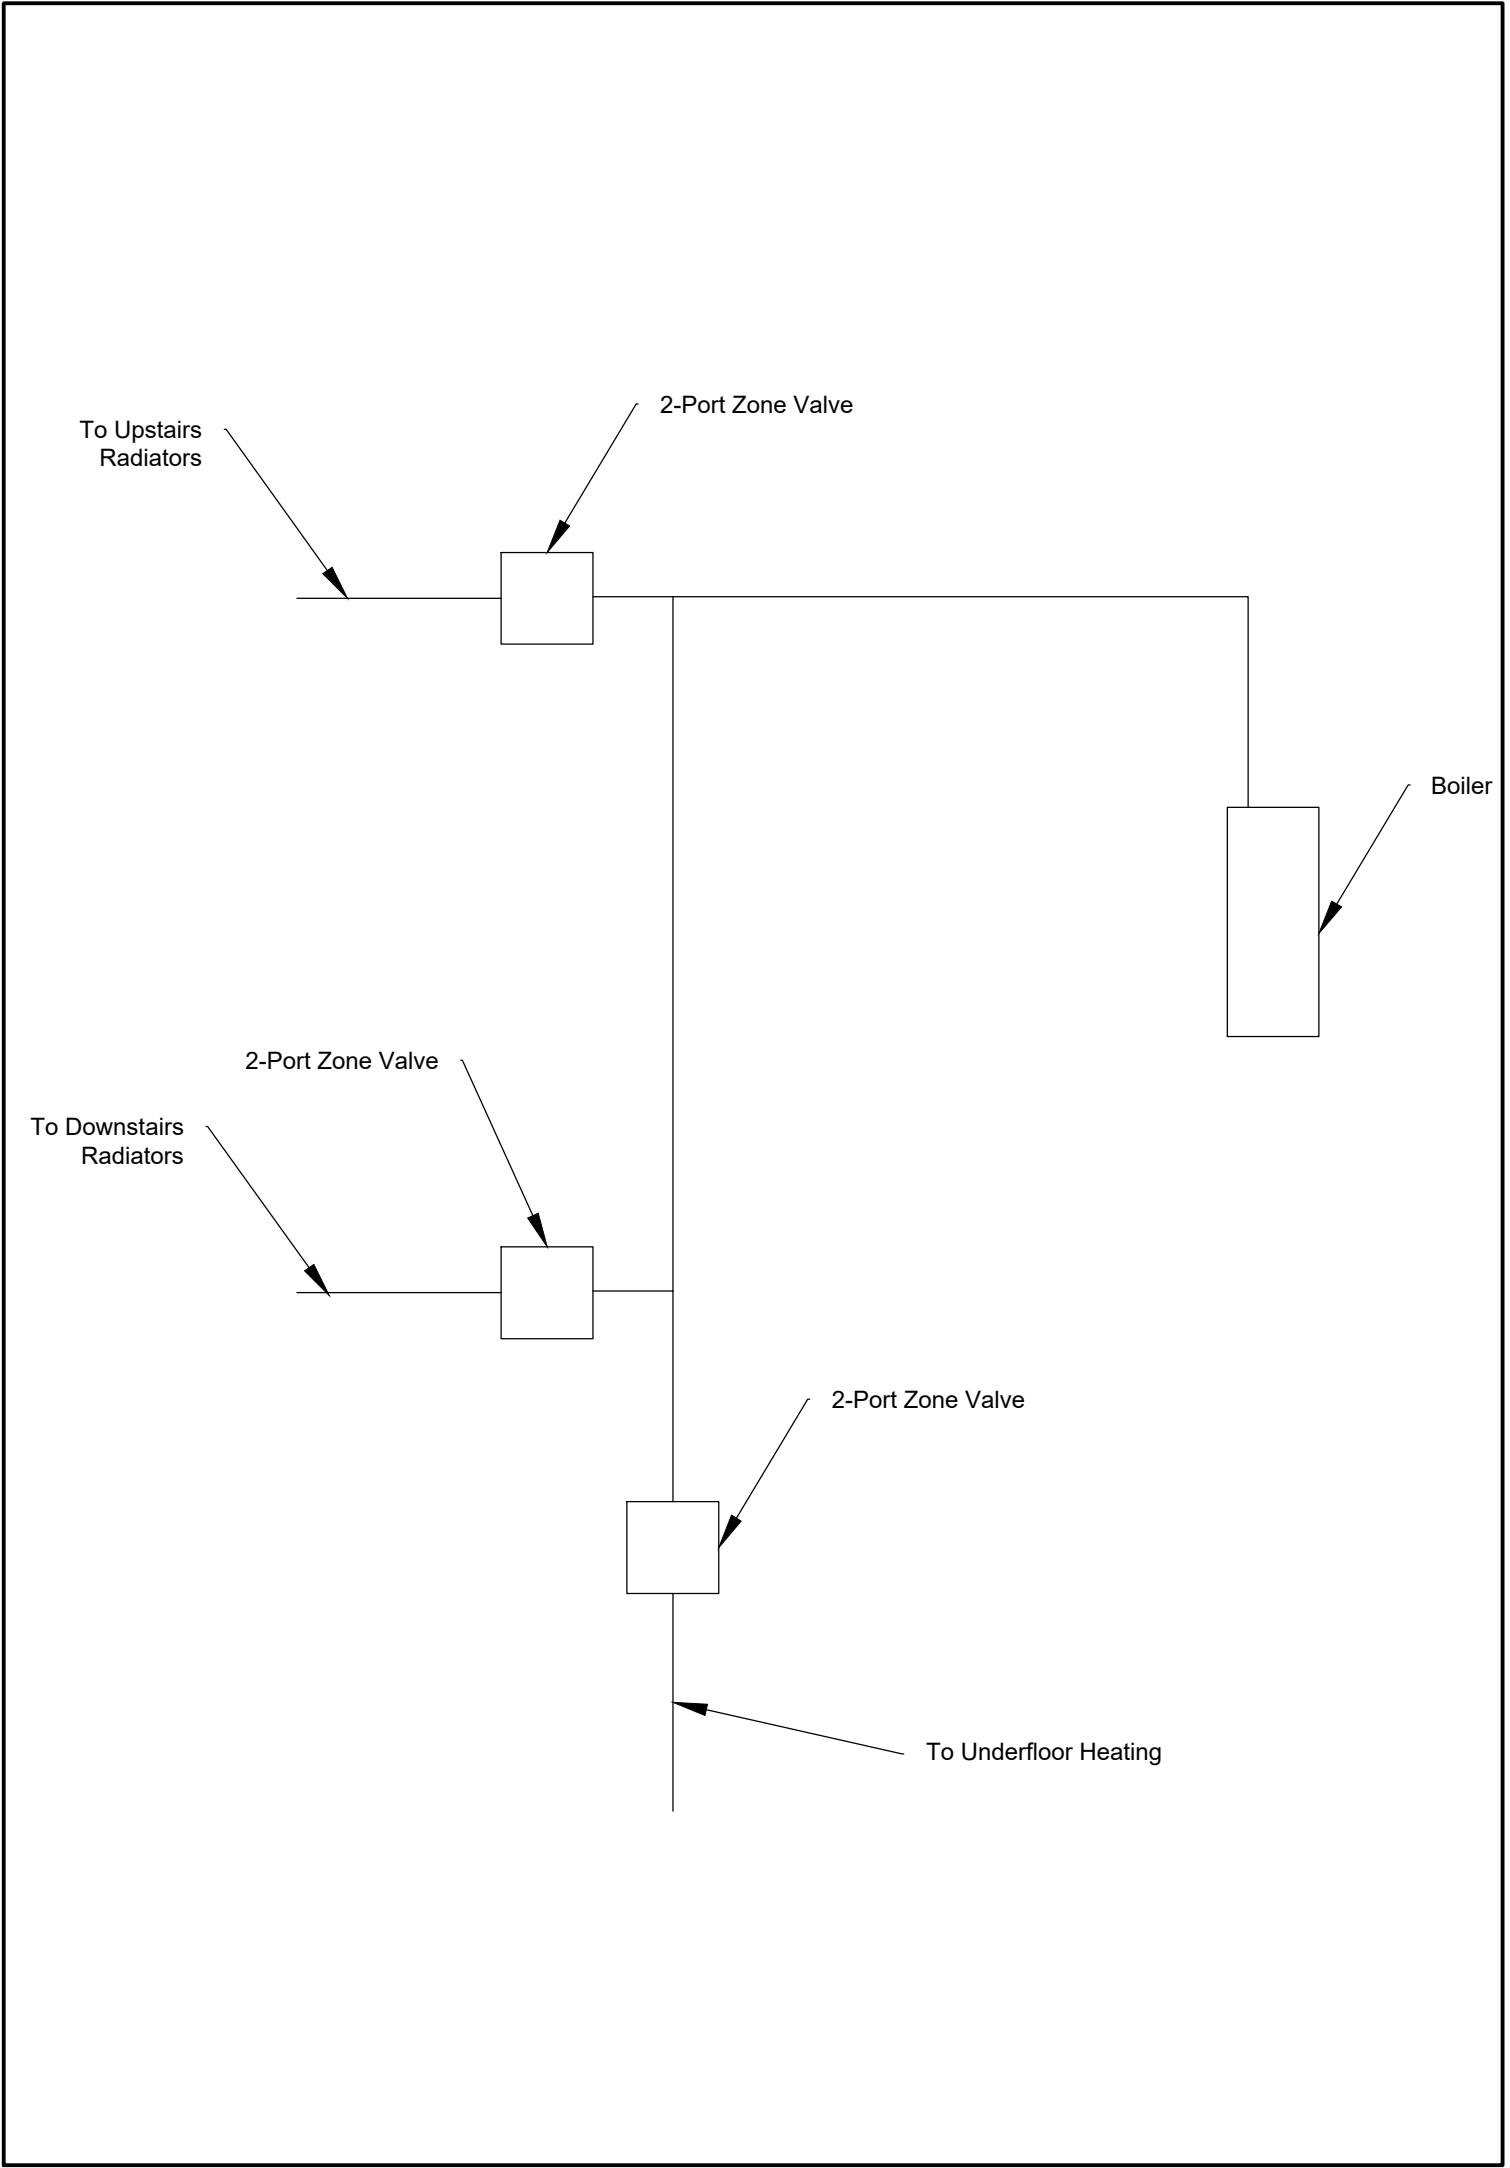 2-Port Zone Valve
To Upstairs
Radiators
Boiler
2-Port Zone Valve
To Downstairs
Radiators
2-Port Zone Valve
To Underfloor Heating